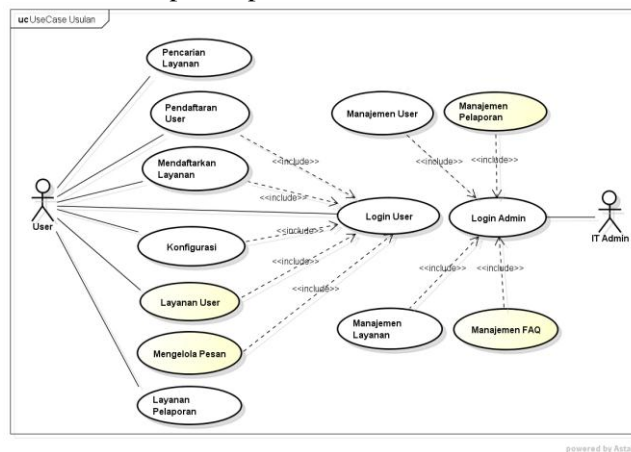 uc UseCase Usulan
Pencarian
Layanan
Pendaftaran
User
Manajemen User
Manajemen
Pelaporan
<<include>>
<<include>>
<<include>>
Mendaftarkan
Layanan
<<include>>
User
Login User
Login Admin
IT Admin
Konfigurasi
<<include>>
<<include>>
<<include>>
<<include>>
Layanan User
<<include>>
Manajemen
Layanan
Manajemen FAQ
Mengelola Pesan
Layanan
Pelaporan
powered by Asta